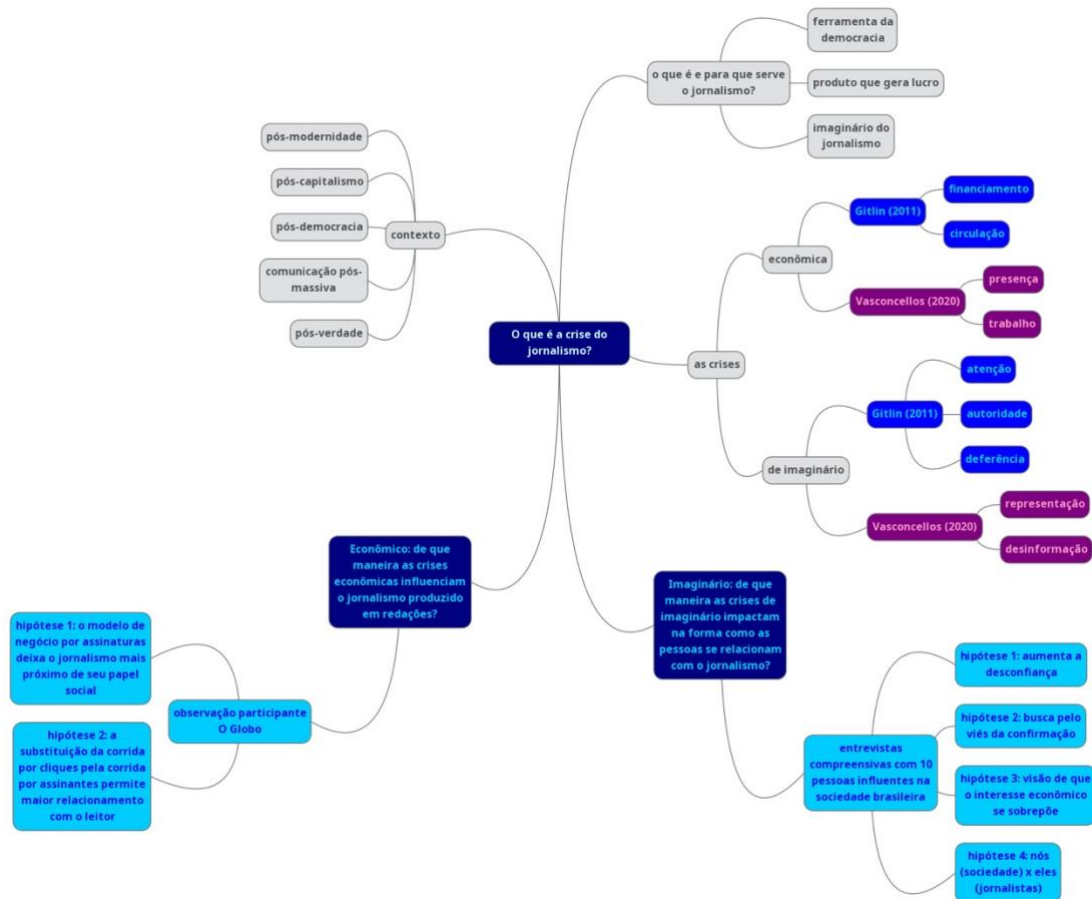 O que é a crise do
jornalismo?
contexto
pós-modernidade
pós-capitalismo
pós-democracia
comunicação pós-
massiva
pós-verdade
o que é e para que serve
o jornalismo?
ferramenta da
democracia
produto que gera lucro
imaginário do
jornalismo
as crises
econômica
Gitlin (2011)
financiamento
circulação
Vasconcellos (2020)
presença
trabalho
de imaginário
Gitlin (2011)
atenção
autoridade
deferência
Vasconcellos (2020)
representação
desinformação
Econômico: de que
maneira as crises
econômicas influenciam
o jornalismo produzido
em redações?
observação participante
O Globo
hipótese 1: o modelo de
negócio por assinaturas
deixa o jornalismo mais
próximo de seu papel
social
hipótese 2: a
substituição da corrida
por cliques pela corrida
por assinantes permite
maior relacionamento
com o leitor
Imaginário: de que
maneira as crises de
imaginário impactam
na forma como as
pessoas se relacionam
com o jornalismo?
entrevistas
compreensivas com 10
pessoas influentes na
sociedade brasileira
hipótese 1: aumenta a
desconfiança
hipótese 2: busca pelo
viés da confirmação
hipótese 3: visão de que
o interesse econômico
se sobrepõe
hipótese 4: nós
(sociedade) x eles
(jornalistas)